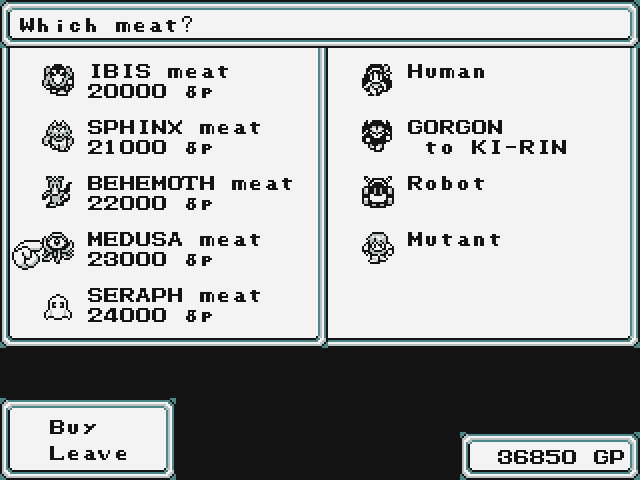 Which meat?
IBIS meat
20000 GP
SPHINX meat
21000 GP
BEHEMOTH meat
22000 GP
MEDUSA meat
23000 GP
SERAPH meat
24000 GP
Human
GORGON
to KI-RIN
Robot
Mutant
Buy
Leave
36850 GP